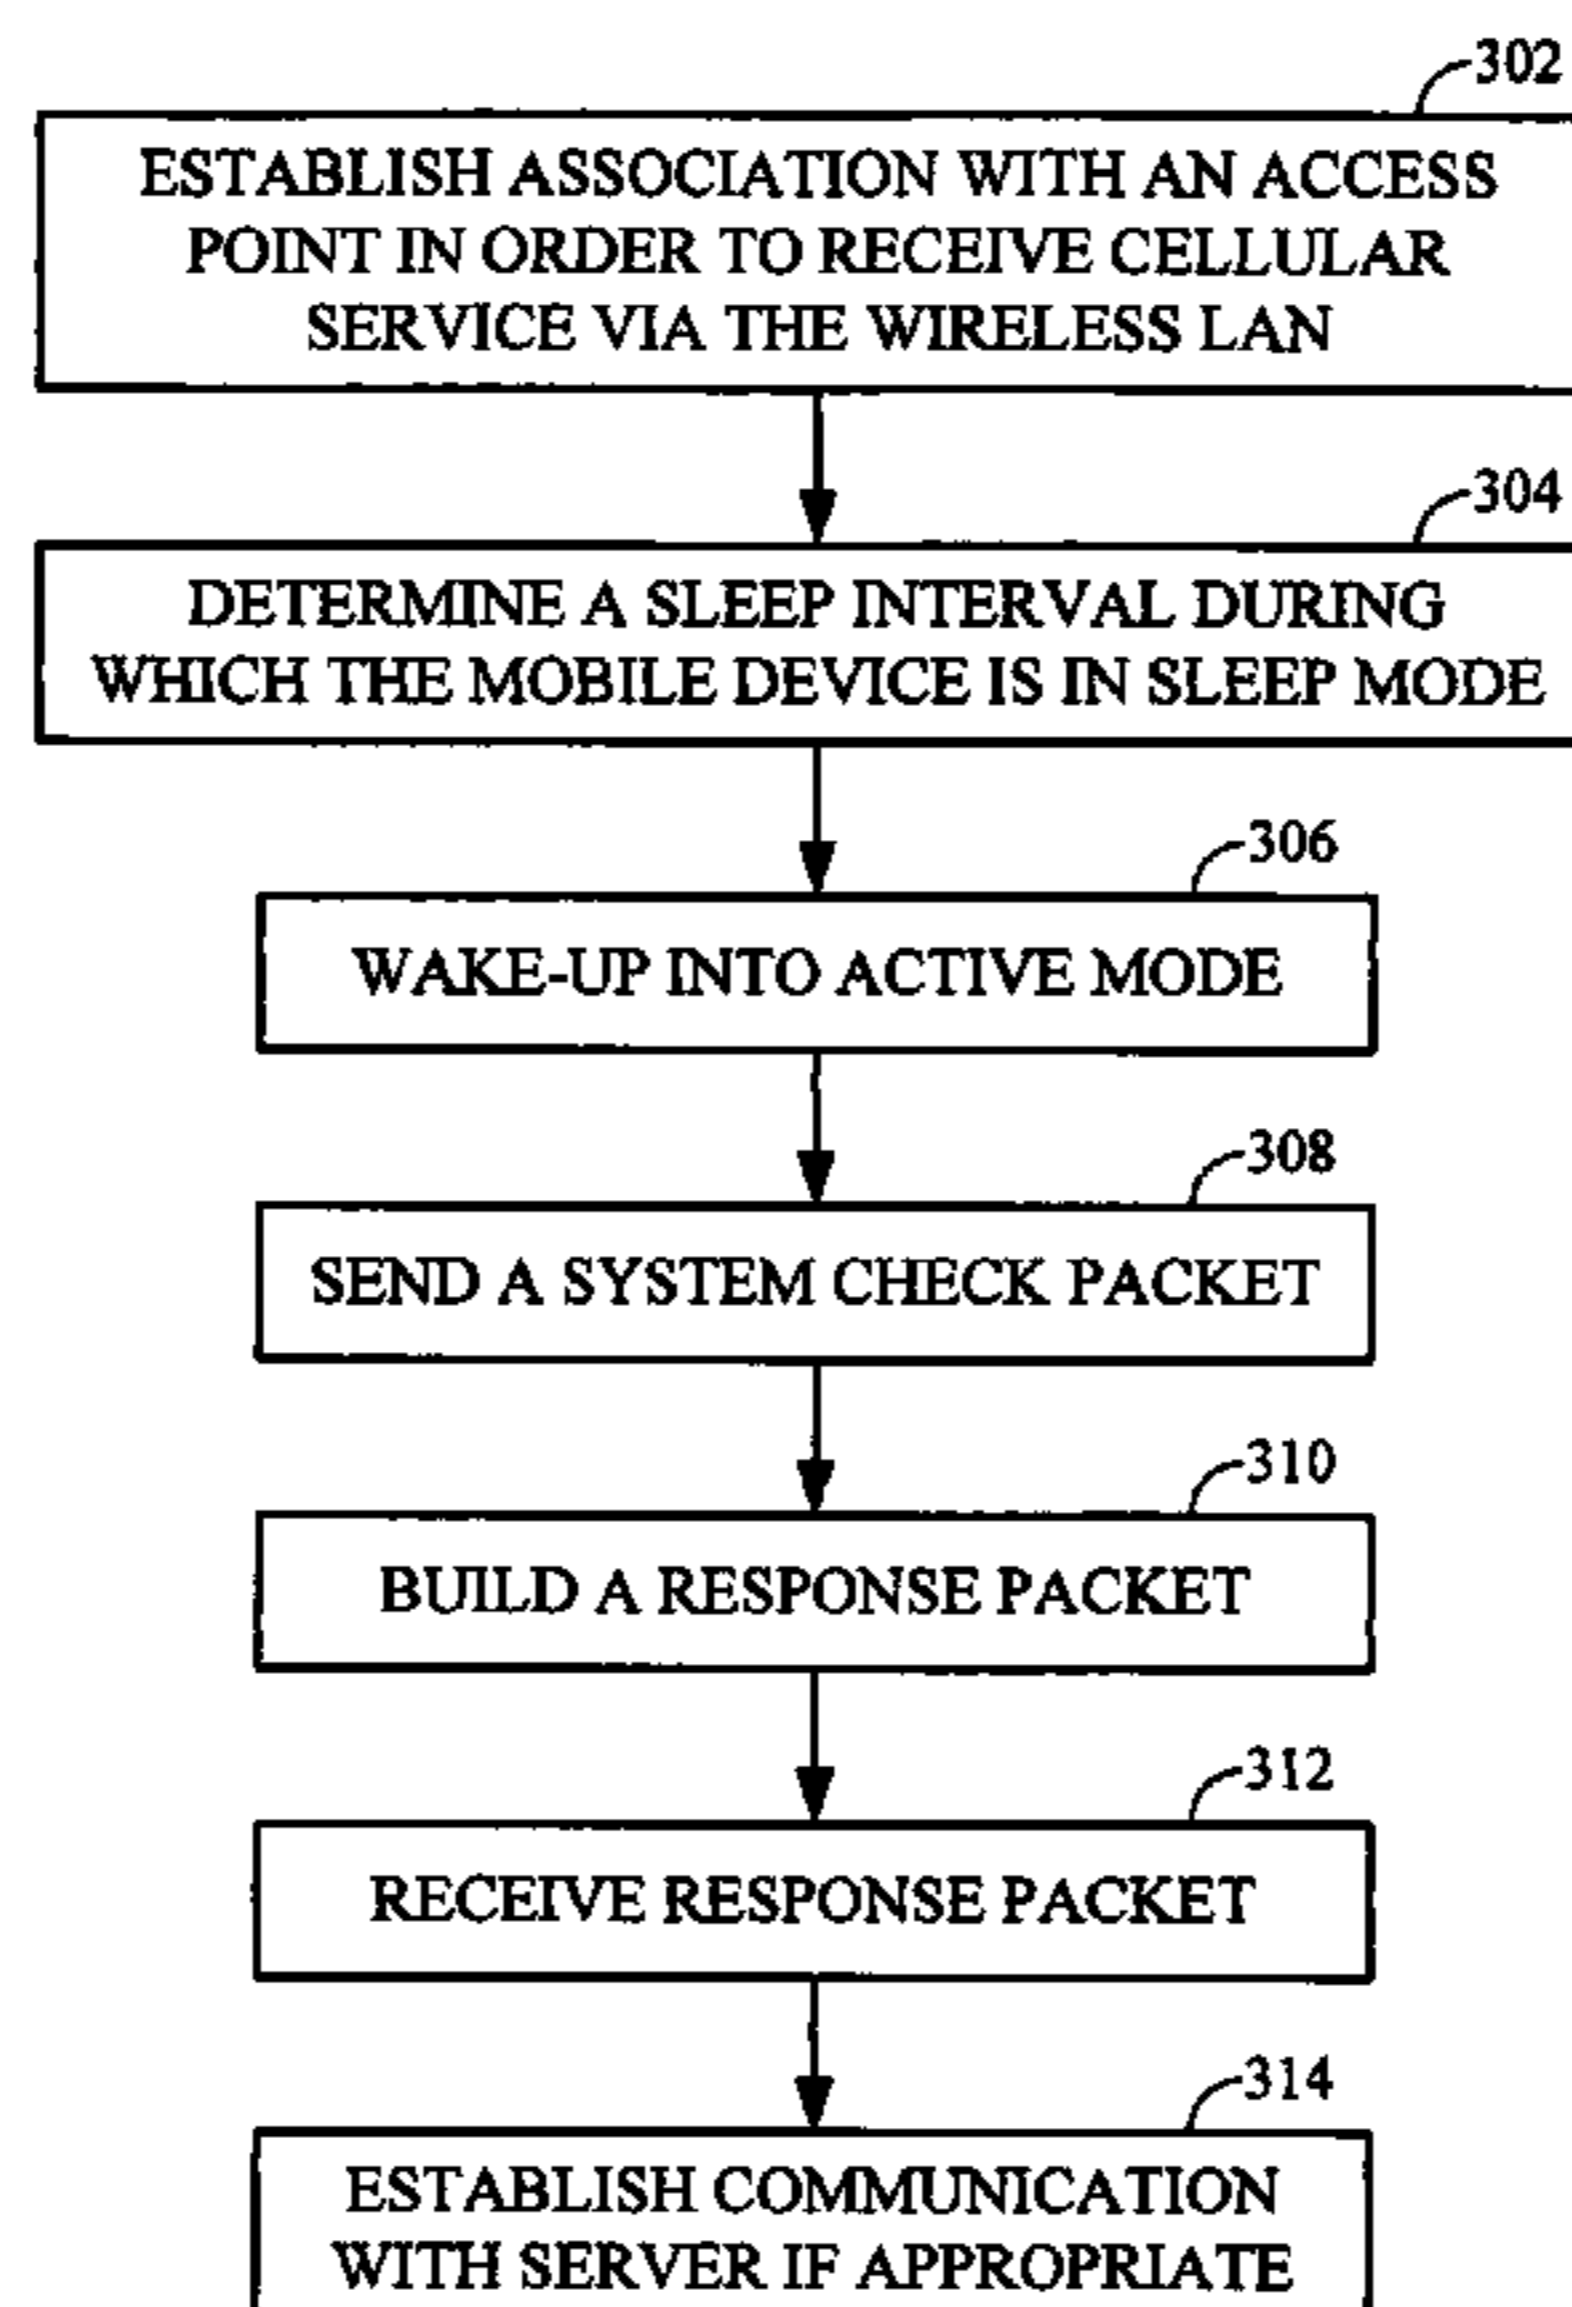 302
ESTABLISH ASSOCIATION WITH AN ACCESS
POINT IN ORDER TO RECEIVE CELLULAR
SERVICE VIA THE WIRELESS LAN
304
DETERMINE A SLEEP INTERVAL DURING
WHICH THE MOBILE DEVICE IS IN SLEEP MODE
306
WAKE-UP INTO ACTIVE MODE
308
SEND A SYSTEM CHECK PACKET
310
BUILD A RESPONSE PACKET
312
RECEIVE RESPONSE PACKET
314
ESTABLISH COMMUNICATION
WITH SERVER IF APPROPRIATE